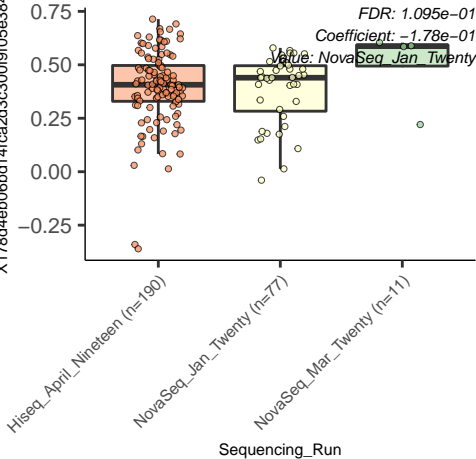 FDR: 1.095e−01
Coefficient: −1.78e−01
Value: NovaSeq_Jan_Twenty
0.75
0.50
0.25
0.00
−0.25
Hiseq_April_Nineteen (n=190)
NovaSeq_Jan_Twenty (n=77)
NovaSeq_Mar_Twenty (n=11)
Sequencing_Run